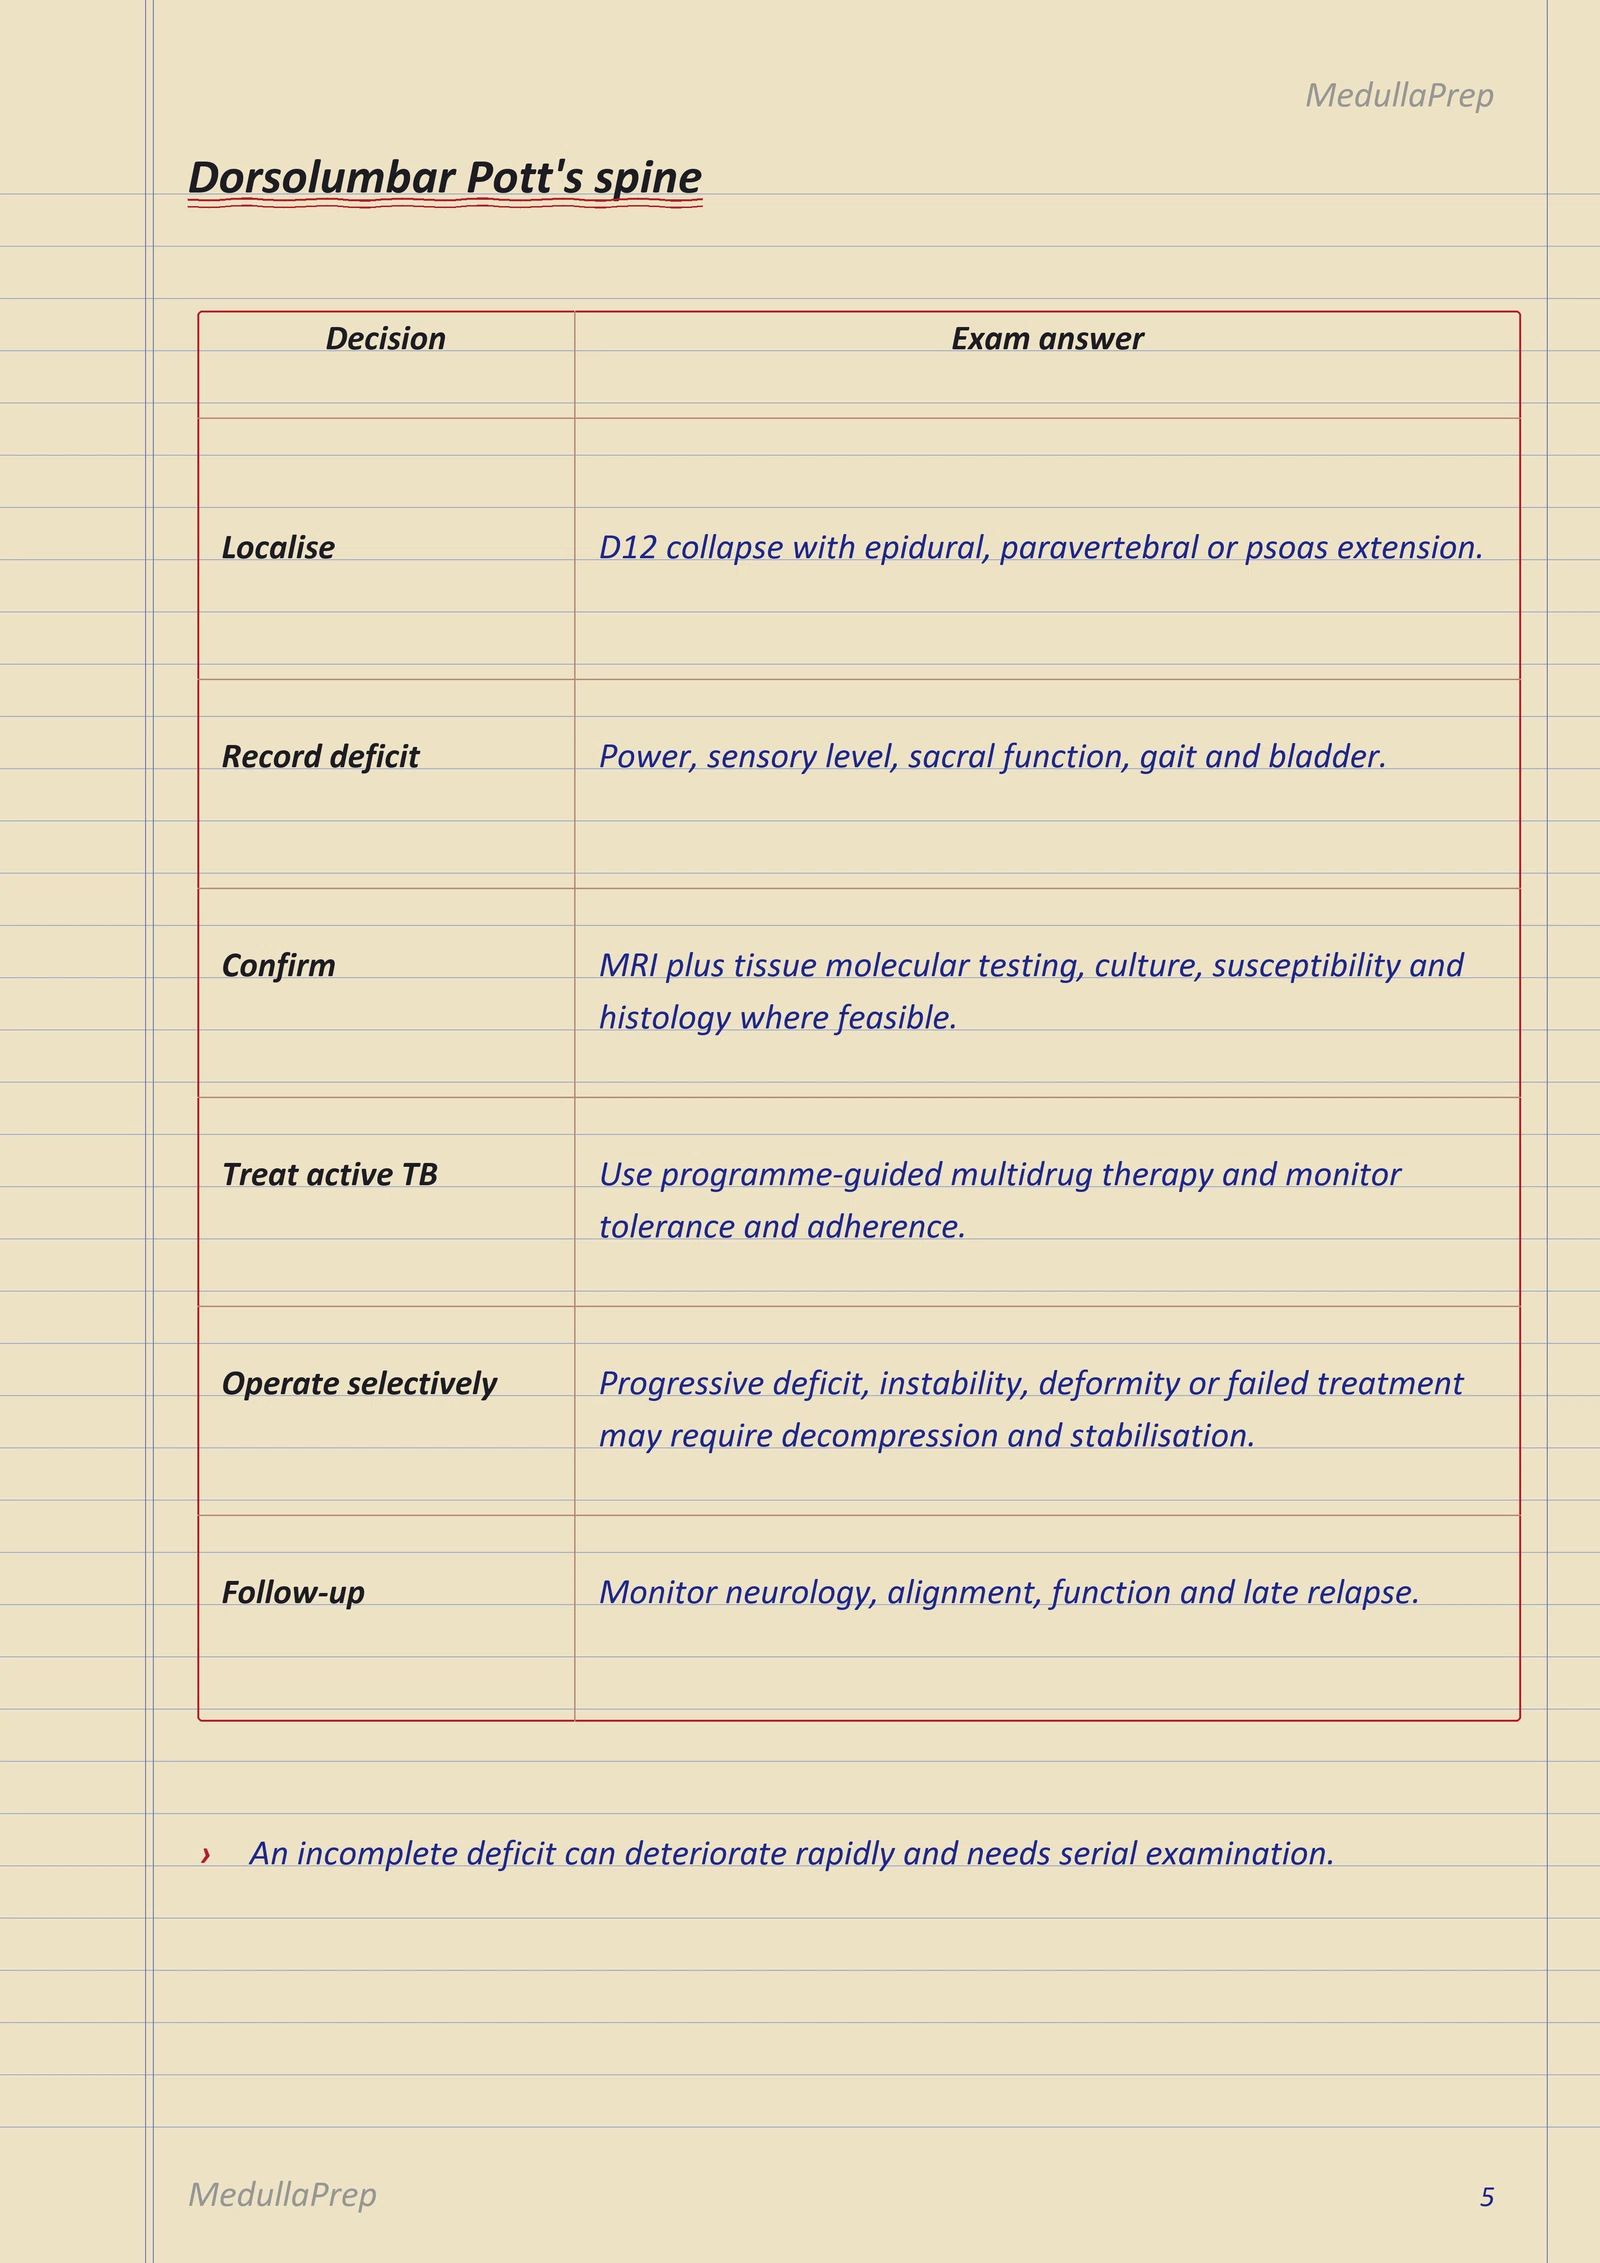 MedullaPrep
Dorsolumbar Pott's spine
Decision
Exam answer
Localise
D12 collapse with epidural, paravertebral or psoas extension.
Record deficit
Power, sensory level, sacral function, gait and bladder.
Confirm
MRI plus tissue molecular testing, culture, susceptibility and
histology where feasible.
Treat active TB
Use programme-guided multidrug therapy and monitor
tolerance and adherence.
Operate selectively
Progressive deficit, instability, deformity or failed treatment
may require decompression and stabilisation.
Follow-up
Monitor neurology, alignment, function and late relapse.
› An incomplete deficit can deteriorate rapidly and needs serial examination.
MedullaPrep
5